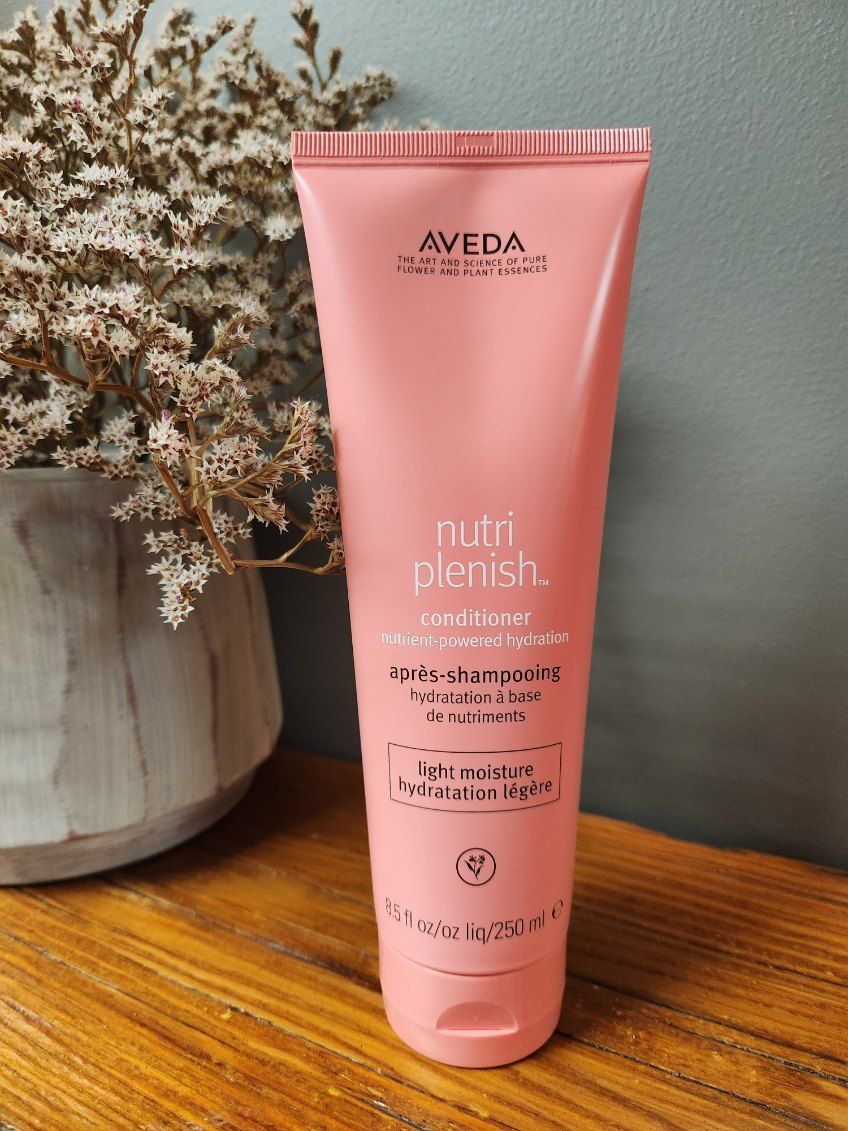 AVEDA
THE ART AND SCIENCE OF PURE
FLOWER AND PLANT ESSENCES
nutri
plenish™
conditioner
nutrient-powered hydration
après-shampooing
hydratation à base
de nutriments
light moisture
hydratation légère
8.5 fl oz/oz liq/250 ml ℮